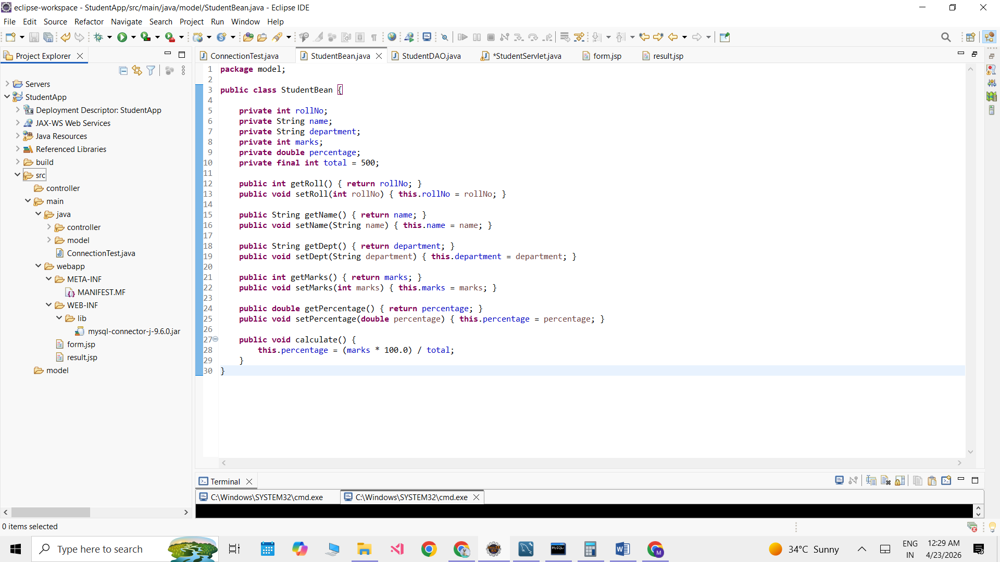 eclipse-workspace - StudentApp/src/main/java/model/StudentBean.java - Eclipse IDE
File Edit Source Refactor Navigate Search Project Run Window Help
Project Explorer
Servers
StudentApp
Deployment Descriptor: StudentApp
JAX-WS Web Services
Java Resources
Referenced Libraries
build
src
controller
main
java
controller
model
ConnectionTest.java
webapp
META-INF
MANIFEST.MF
WEB-INF
lib
mysql-connector-j-9.6.0.jar
form.jsp
result.jsp
model
ConnectionTest.java StudentBean.java StudentDAO.java *StudentServlet.java form.jsp result.jsp
1 package model;
2
3 public class StudentBean {
4
5 private int rollNo;
6 private String name;
7 private String department;
8 private int marks;
9 private double percentage;
10 private final int total = 500;
11
12 public int getRoll() { return rollNo; }
13 public void setRoll(int rollNo) { this.rollNo = rollNo; }
14
15 public String getName() { return name; }
16 public void setName(String name) { this.name = name; }
17
18 public String getDept() { return department; }
19 public void setDept(String department) { this.department = department; }
20
21 public int getMarks() { return marks; }
22 public void setMarks(int marks) { this.marks = marks; }
23
24 public double getPercentage() { return percentage; }
25 public void setPercentage(double percentage) { this.percentage = percentage; }
26
27 public void calculate() {
28 this.percentage = (marks * 100.0) / total;
29 }
30 }
Terminal
C:\Windows\SYSTEM32\cmd.exe C:\Windows\SYSTEM32\cmd.exe
0 items selected
Type here to search
34°C Sunny
ENG
IN
12:29 AM
4/23/2026